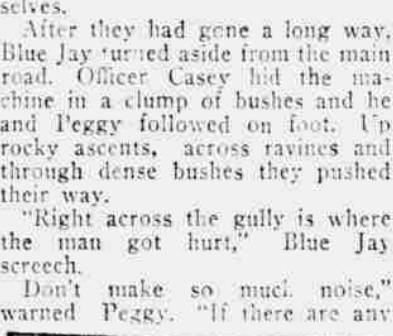 selves.
After they had gone a long way,
Blue Jay turned aside from the main
road. Officer Casey hid the ma-
chine in a clump of bushes and he
and Peggy followed on foot. Up
rocky ascents, across ravines and
through dense bushes they pushed
their way.
"Right across the gully is where
the man got hurt," Blue Jay
screech.
Don't make so much noise,"
warned Peggy. "If there are any